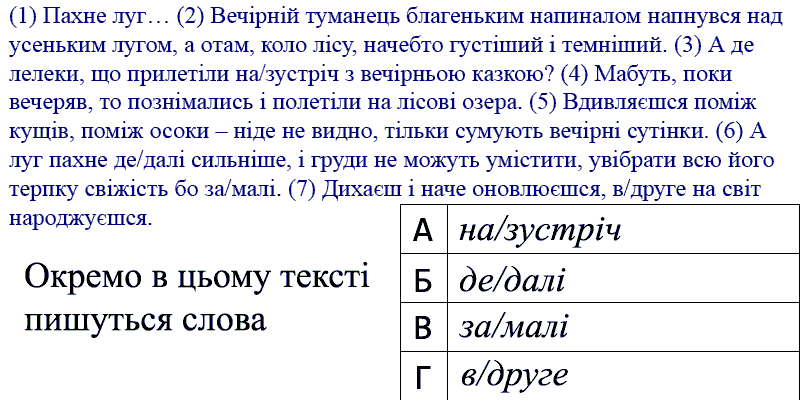 (1) Пахне луг… (2) Вечірній туманець благеньким напиналом напнувся над
усеньким лугом, а отам, коло лісу, начебто густіший і темніший. (3) А де
лелеки, що прилетіли на/зустріч з вечірньою казкою? (4) Мабуть, поки
вечеряв, то познімались і полетіли на лісові озера. (5) Вдивляєшся поміж
кущів, поміж осоки – ніде не видно, тільки сумують вечірні сутінки. (6) А
луг пахне де/далі сильніше, і груди не можуть умістити, увібрати всю його
терпку свіжість бо за/малі. (7) Дихаєш і наче оновлюєшся, в/друге на світ
народжуєшся.
Окремо в цьому тексті
пишуться слова
А на/зустріч
Б де/далі
В за/малі
Г в/друге